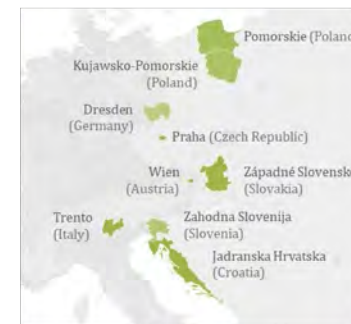 Pomorskie (Poland
Kujawsko-Pomorskie
(Poland)
Dresden
(Germany)
Praha (Czech Republic)
Wien
(Austria)
Západné Slovensk
(Slovakia)
Trento
(Italy)
Zahodna Slovenija
(Slovenia)
Jadranska Hrvatska
(Croatia)